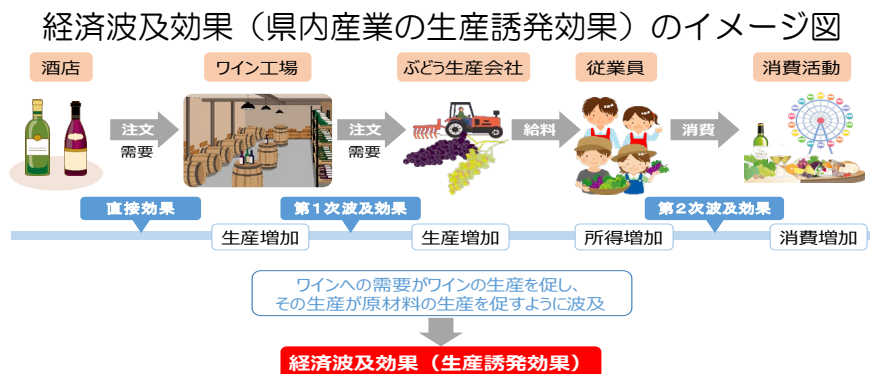 経済波及効果（県内産業の生産誘発効果）のイメージ図
酒店
ワイン工場
ぶどう生産会社
従業員
消費活動
注文
需要
注文
需要
給料
消費
直接効果
第1次波及効果
第2次波及効果
生産増加
生産増加
所得増加
消費増加
ワインへの需要がワインの生産を促し、
その生産が原材料の生産を促すように波及
経済波及効果（生産誘発効果）